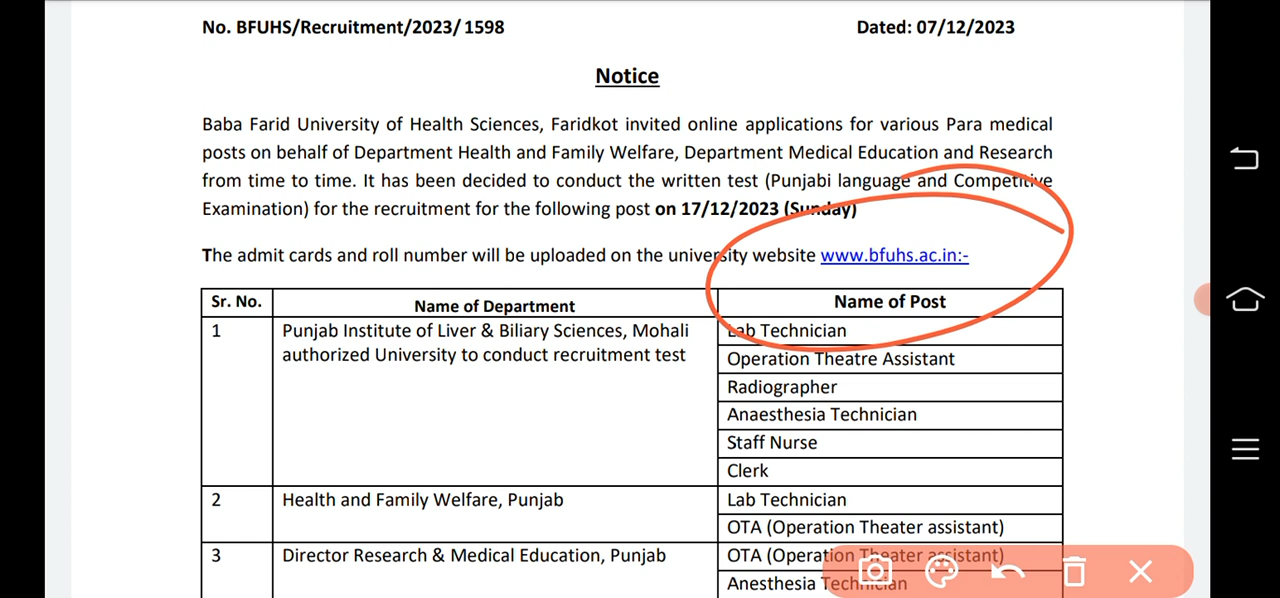 No. BFUHS/Recruitment/2023/ 1598 Dated: 07/12/2023
Notice
Baba Farid University of Health Sciences, Faridkot invited online applications for various Para medical
posts on behalf of Department Health and Family Welfare, Department Medical Education and Research
from time to time. It has been decided to conduct the written test (Punjabi language and Competitive
Examination) for the recruitment for the following post on 17/12/2023 (Sunday)
The admit cards and roll number will be uploaded on the university website www.bfuhs.ac.in:-
Sr. No. Name of Department Name of Post
1 Punjab Institute of Liver & Biliary Sciences, Mohali Lab Technician
authorized University to conduct recruitment test
Operation Theatre Assistant
Radiographer
Anaesthesia Technician
Staff Nurse
Clerk
2 Health and Family Welfare, Punjab Lab Technician
OTA (Operation Theater assistant)
3 Director Research & Medical Education, Punjab OTA (Operation Theater assistant)
Anesthesia Technician